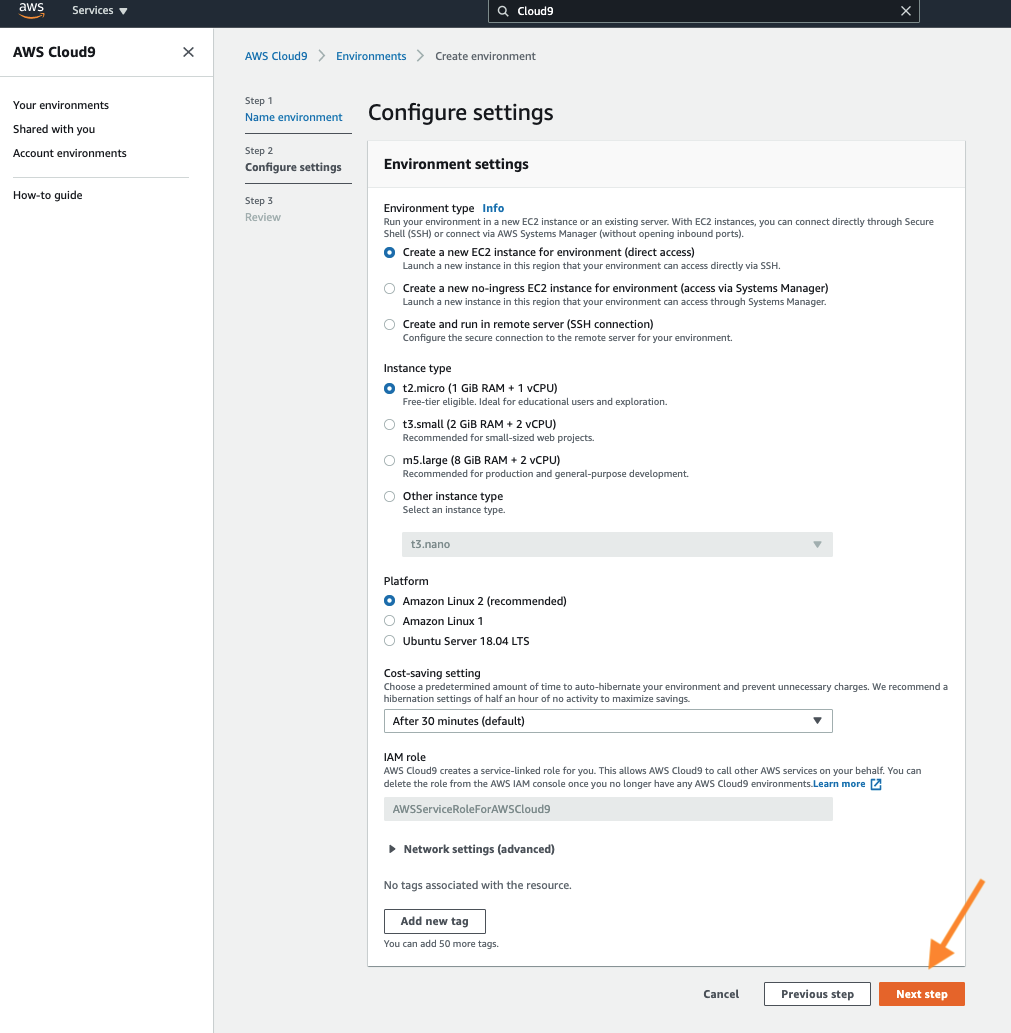 aws
Services
Cloud9
AWS Cloud9
Your environments
Shared with you
Account environments
How-to guide
AWS Cloud9 > Environments > Create environment
Step 1
Name environment
Step 2
Configure settings
Step 3
Review
Configure settings
Environment settings
Environment type Info
Run your environment in a new EC2 instance or an existing server. With EC2 instances, you can connect directly through Secure
Shell (SSH) or connect via AWS Systems Manager (without opening inbound ports).
Create a new EC2 instance for environment (direct access)
Launch a new instance in this region that your environment can access directly via SSH.
Create a new no-ingress EC2 instance for environment (access via Systems Manager)
Launch a new instance in this region that your environment can access through Systems Manager.
Create and run in remote server (SSH connection)
Configure the secure connection to the remote server for your environment.
Instance type
t2.micro (1 GiB RAM + 1 vCPU)
Free-tier eligible. Ideal for educational users and exploration.
t3.small (2 GiB RAM + 2 vCPU)
Recommended for small-sized web projects.
m5.large (8 GiB RAM + 2 vCPU)
Recommended for production and general-purpose development.
Other instance type
Select an instance type.
t3.nano
Platform
Amazon Linux 2 (recommended)
Amazon Linux 1
Ubuntu Server 18.04 LTS
Cost-saving setting
Choose a predetermined amount of time to auto-hibernate your environment and prevent unnecessary charges. We recommend a
hibernation settings of half an hour of no activity to maximize savings.
After 30 minutes (default)
IAM role
AWS Cloud9 creates a service-linked role for you. This allows AWS Cloud9 to call other AWS services on your behalf. You can
delete the role from the AWS IAM console once you no longer have any AWS Cloud9 environments.Learn more
AWSServiceRoleForAWSCloud9
Network settings (advanced)
No tags associated with the resource.
Add new tag
You can add 50 more tags.
Cancel
Previous step
Next step